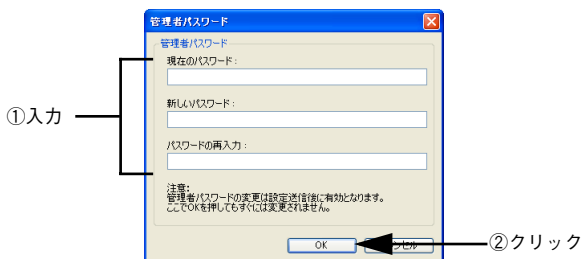 管理者パスワード
管理者パスワード
現在のパスワード:
新しいパスワード:
パスワードの再入力:
①入力
注意:
管理者パスワードの変更は設定送信後に有効となります。
ここでOKを押してもすぐには変更されません。
OK
②クリック